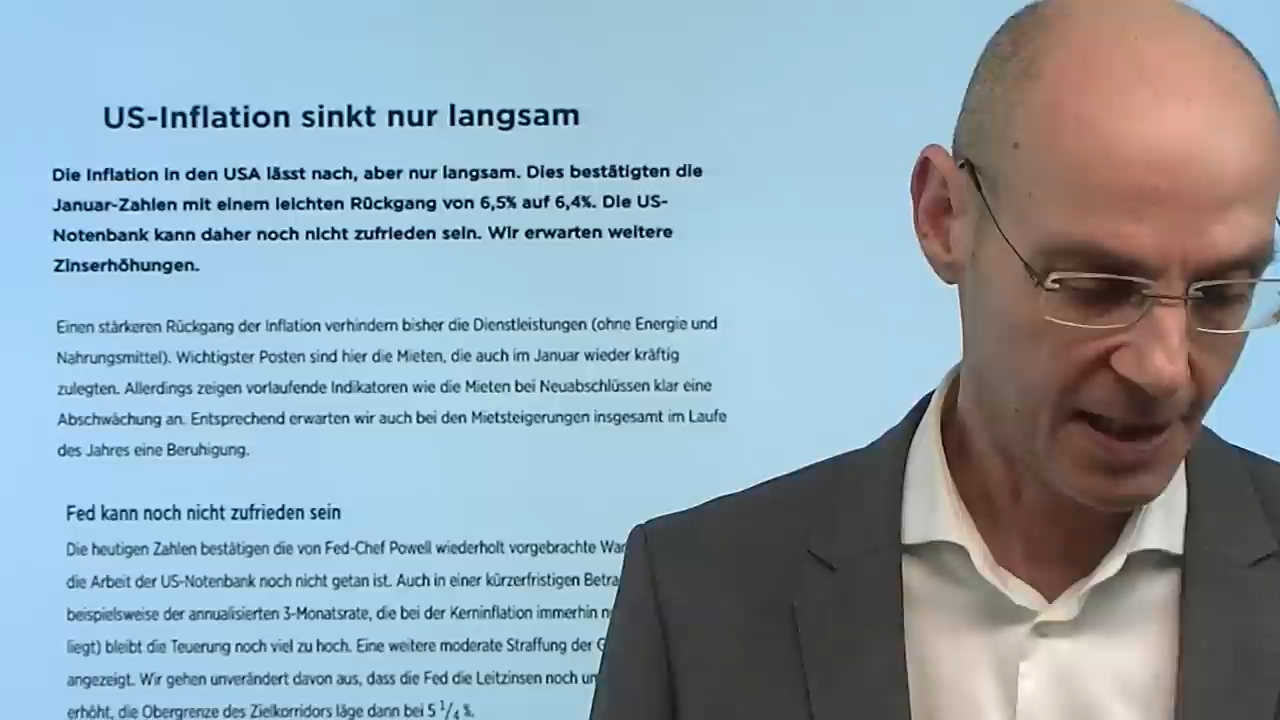 US-Inflation sinkt nur langsam
Die Inflation in den USA lässt nach, aber nur langsam. Dies bestätigten die
Januar-Zahlen mit einem leichten Rückgang von 6,5% auf 6,4%. Die US-
Notenbank kann daher noch nicht zufrieden sein. Wir erwarten weitere
Zinserhöhungen.
Einen stärkeren Rückgang der Inflation verhindern bisher die Dienstleistungen (ohne Energie und
Nahrungsmittel). Wichtigster Posten sind hier die Mieten, die auch im Januar wieder kräftig
zulegten. Allerdings zeigen vorlaufende Indikatoren wie die Mieten bei Neuabschlüssen klar eine
Abschwächung an. Entsprechend erwarten wir auch bei den Mietsteigerungen insgesamt im Laufe
des Jahres eine Beruhigung.
Fed kann noch nicht zufrieden sein
Die heutigen Zahlen bestätigen die von Fed-Chef Powell wiederholt vorgebrachte
die Arbeit der US-Notenbank noch nicht getan ist. Auch in einer kürzerfristigen
beispielsweise der annualisierten 3-Monatsrate, die bei der Kerninflation immerhin
liegt) bleibt die Teuerung noch viel zu hoch. Eine weitere moderate Straffung der
angezeigt. Wir gehen unverändert davon aus, dass die Fed die Leitzinsen noch
erhöht, die Obergrenze des Zielkorridors läge dann bei 5 1/4 %.